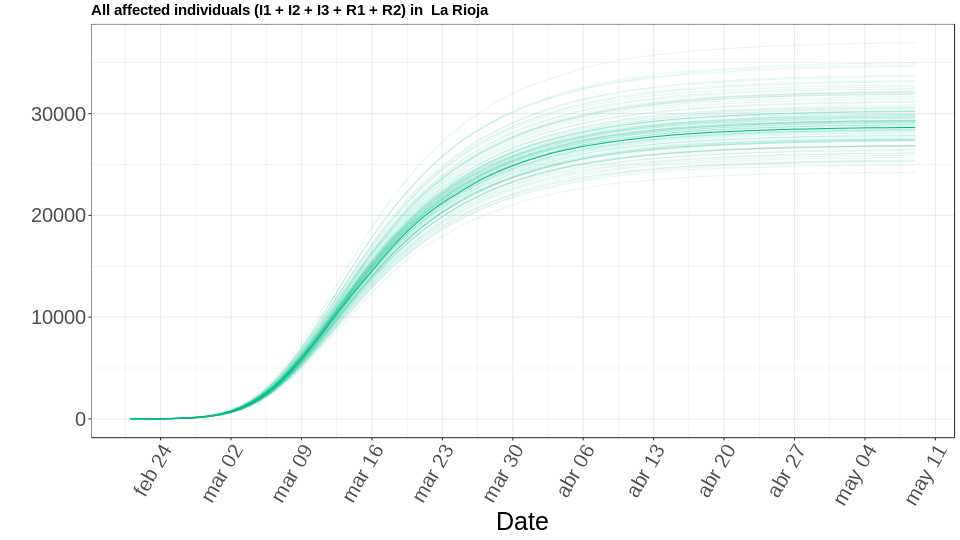 All affected individuals (I1 + I2 + I3 + R1 + R2) in  La Rioja
30000
20000
10000
0
feb 24
mar 02
mar 09
mar 16
mar 23
mar 30
abr 06
abr 13
abr 20
abr 27
may 04
may 11
Date